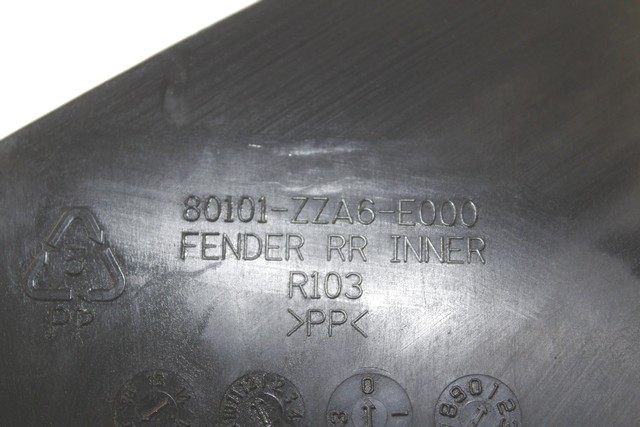 80101-ZZA6-E000
FENDER RR INNER
R103
>PP<
5
PP